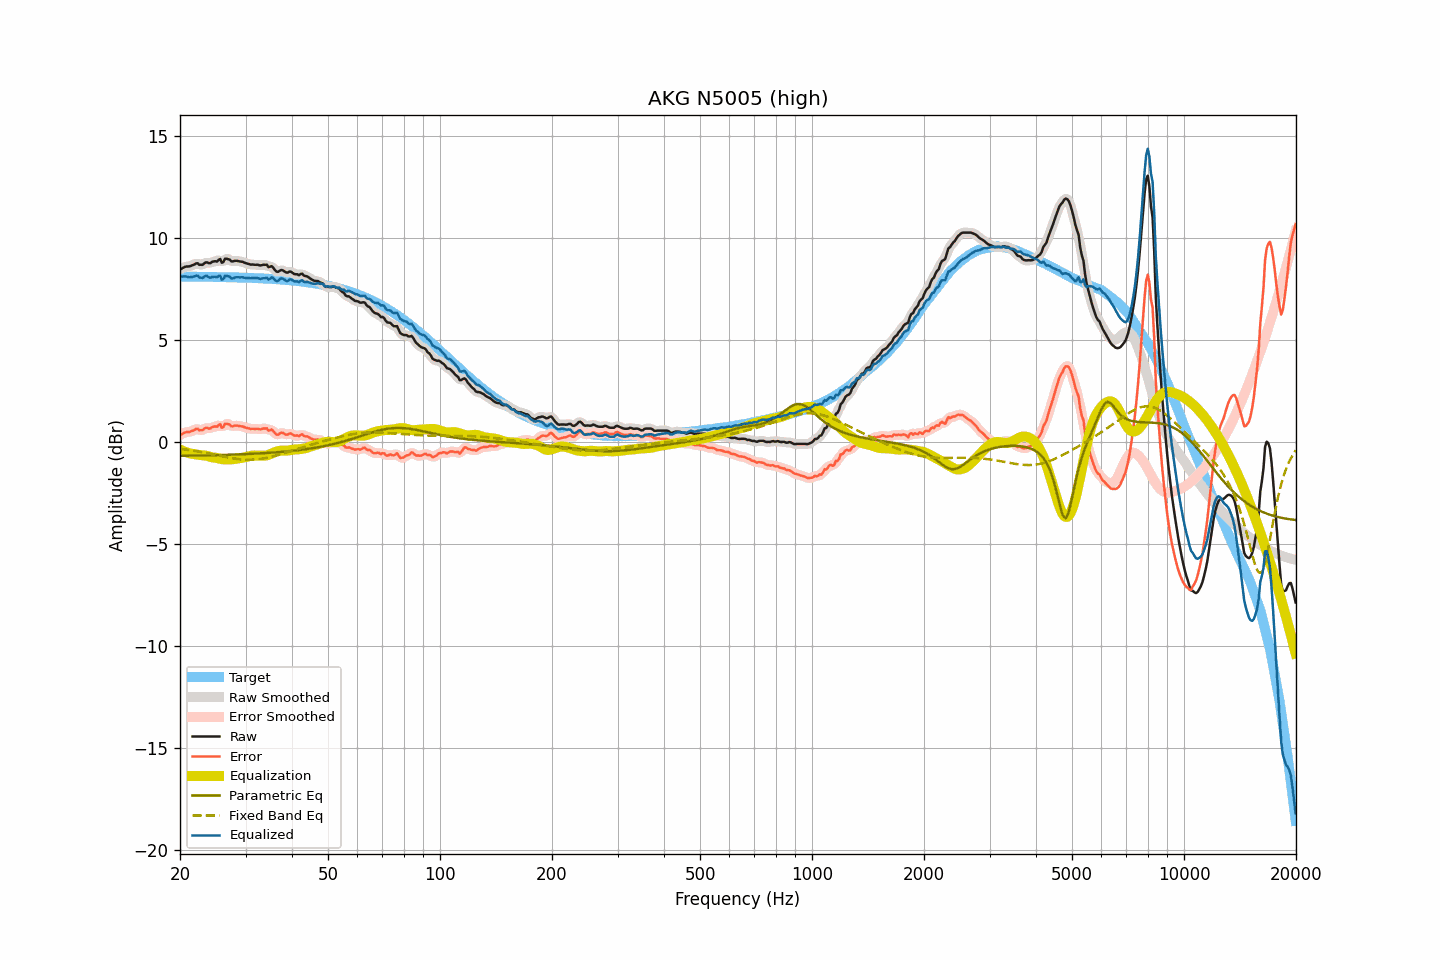 AKG N5005 (high)
Amplitude (dBr)
15
10
5
0
−5
−10
−15
−20
Target
Raw Smoothed
Error Smoothed
Raw
Error
Equalization
Parametric Eq
Fixed Band Eq
Equalized
20 50 100 200 500 1000 2000 5000 10000 20000
Frequency (Hz)